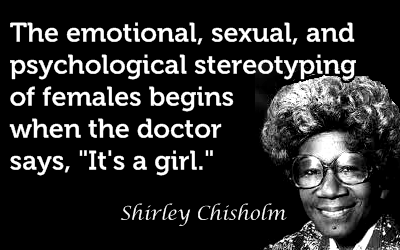 The emotional, sexual, and
psychological stereotyping
of females begins
when the doctor
says, "It's a girl."
Shirley Chisholm